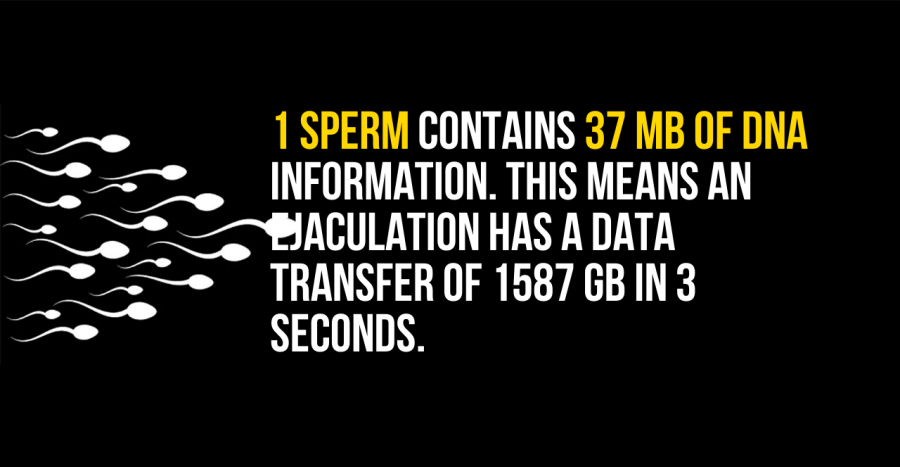 1 SPERM CONTAINS 37 MB OF DNA
INFORMATION. THIS MEANS AN
EJACULATION HAS A DATA
TRANSFER OF 1587 GB IN 3
SECONDS.